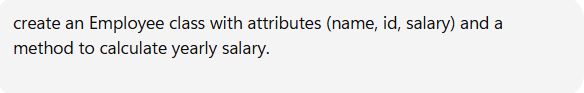 create an Employee class with attributes (name, id, salary) and a
method to calculate yearly salary.